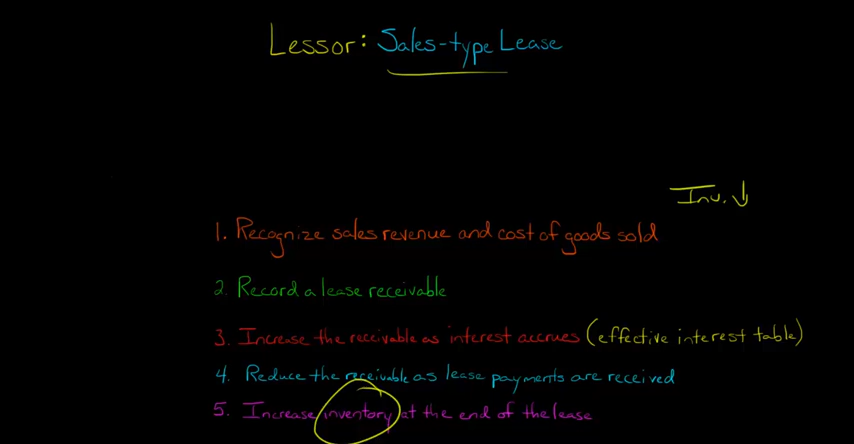 Lessor: Sales-type Lease
Inv. ↓
1. Recognize sales revenue and cost of goods sold
2. Record a lease receivable
3. Increase the receivable as interest accrues (effective interest table)
4. Reduce the receivable as lease payments are received
5. Increase inventory at the end of the lease